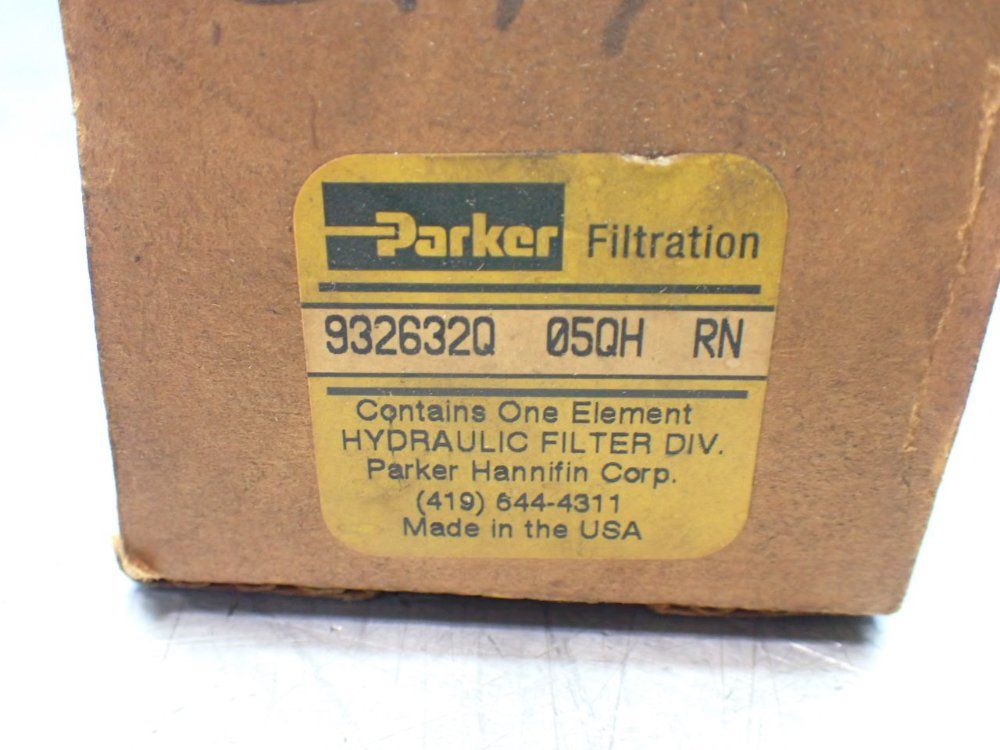 Parker Filtration
932632Q 05QH RN
Contains One Element
HYDRAULIC FILTER DIV.
Parker Hannifin Corp.
(419) 644-4311
Made in the USA